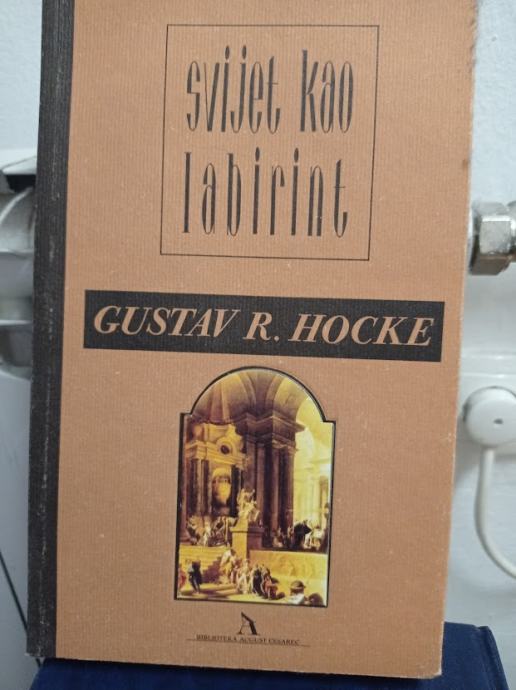 svijet kao
labirint
GUSTAV R. HOCKE
A
BIBLIOTEKA AUGUST CESAREC